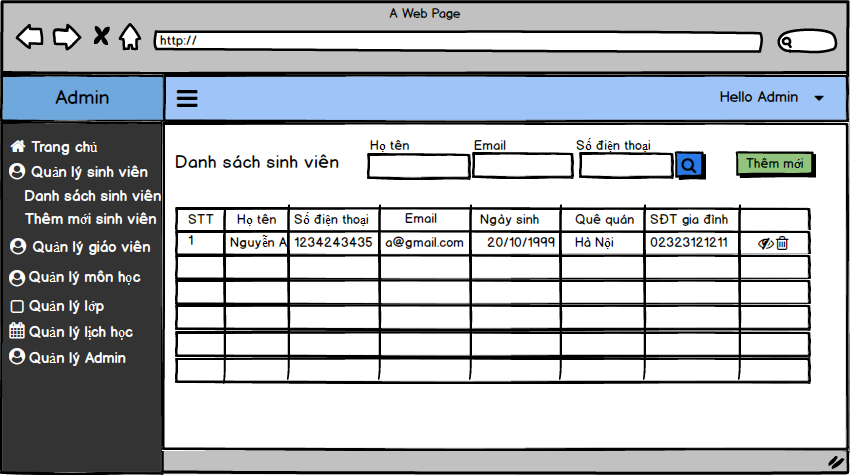 A Web Page
http://
Admin
Hello Admin
Trang chủ
Quản lý sinh viên
Danh sách sinh viên
Thêm mới sinh viên
Quản lý giáo viên
Quản lý môn học
Quản lý lớp
Quản lý lịch học
Quản lý Admin
Danh sách sinh viên
Họ tên
Email
Số điện thoại
Thêm mới
STT Họ tên Số điện thoại Email Ngày sinh Quê quán SĐT gia đình
1 Nguyễn A 1234243435 a@gmail.com 20/10/1999 Hà Nội 02323121211